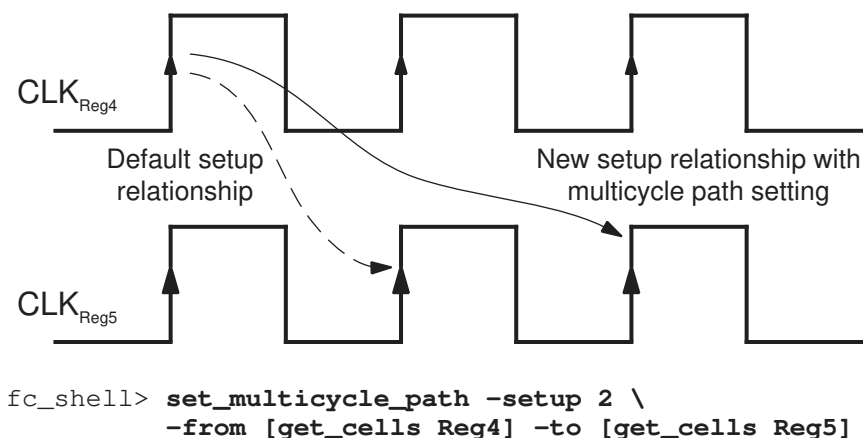 CLKReg4
Default setup
relationship
New setup relationship with
multicycle path setting
CLKReg5
fc_shell> set_multicycle_path –setup 2 \
–from [get_cells Reg4] –to [get_cells Reg5]